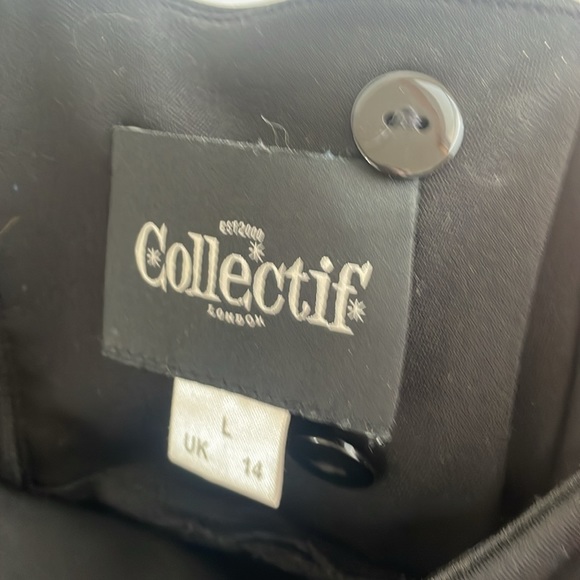 EST2000
Collectif
LONDON
L
UK 14